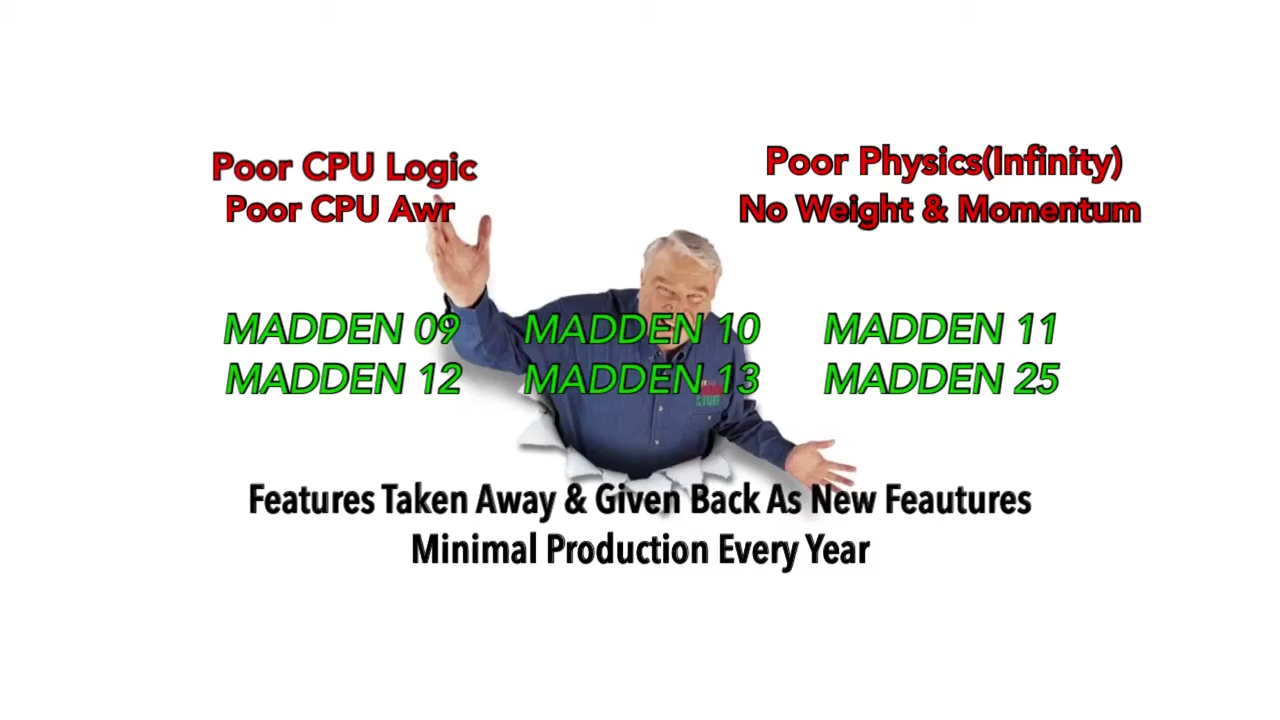 Poor CPU Logic
Poor CPU Awr
Poor Physics(Infinity)
No Weight & Momentum
MADDEN 09 MADDEN 10 MADDEN 11
MADDEN 12 MADDEN 13 MADDEN 25
Features Taken Away & Given Back As New Feautures
Minimal Production Every Year